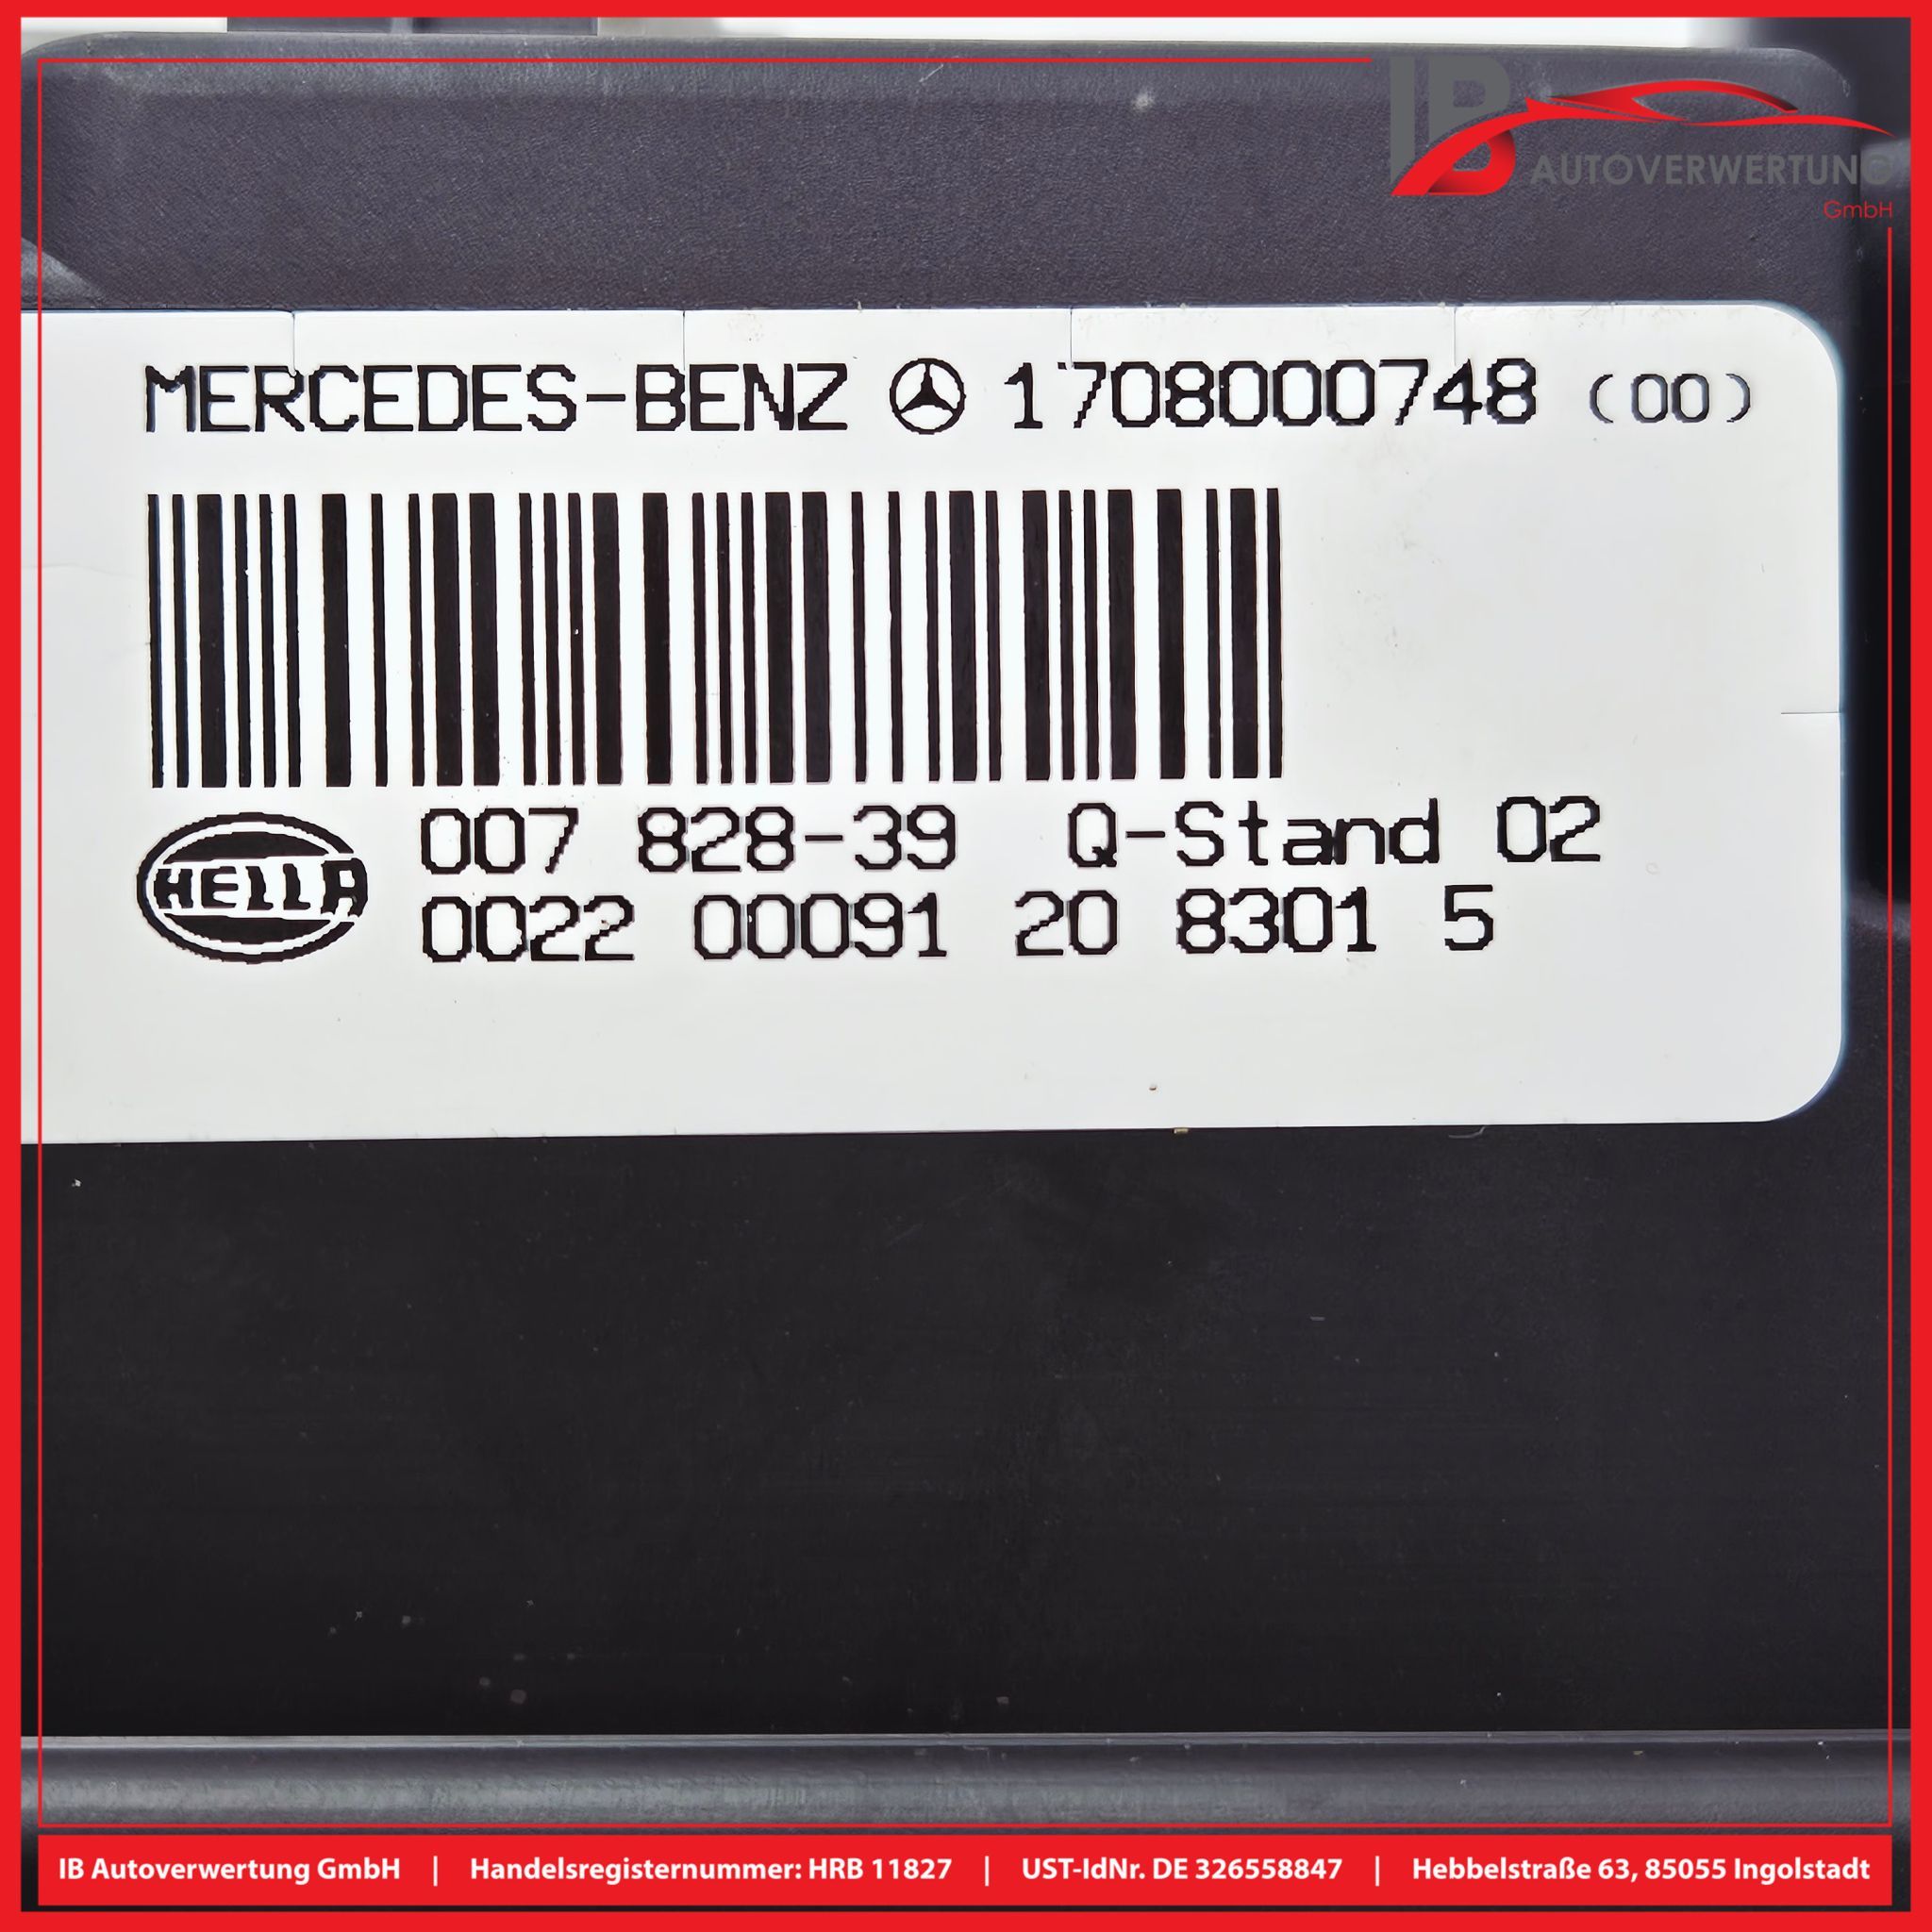 IB AUTOVERWERTUNG
GmbH
MERCEDES-BENZ 1708000748 (00)
HELLA 007 828-39 Q-Stand 02
0022 00091 20 8301 5
IB Autoverwertung GmbH | Handelsregisternummer: HRB 11827 | UST-IdNr. DE 326558847 | Hebbelstraße 63, 85055 Ingolstadt